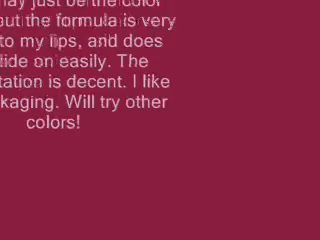 may just be the color
but the formula is very
to my lips, and does
lide on easily. The
tation is decent. I like
kaging. Will try other
colors!